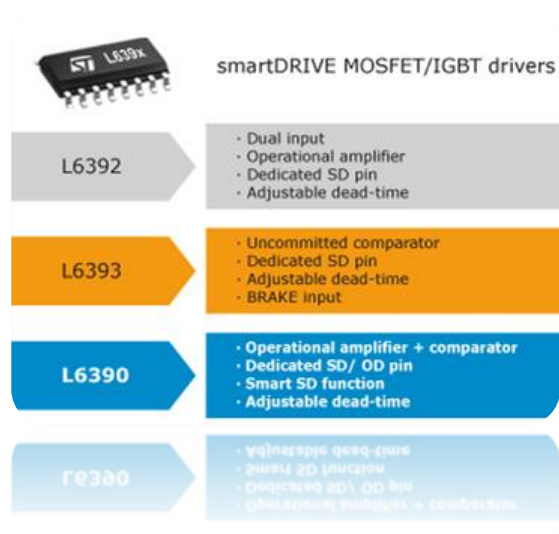 ST L639x
smartDRIVE MOSFET/IGBT drivers
L6392
· Dual input
· Operational amplifier
· Dedicated SD pin
· Adjustable dead-time
L6393
· Uncommitted comparator
· Dedicated SD pin
· Adjustable dead-time
· BRAKE input
L6390
· Operational amplifier + comparator
· Dedicated SD/ OD pin
· Smart SD function
· Adjustable dead-time